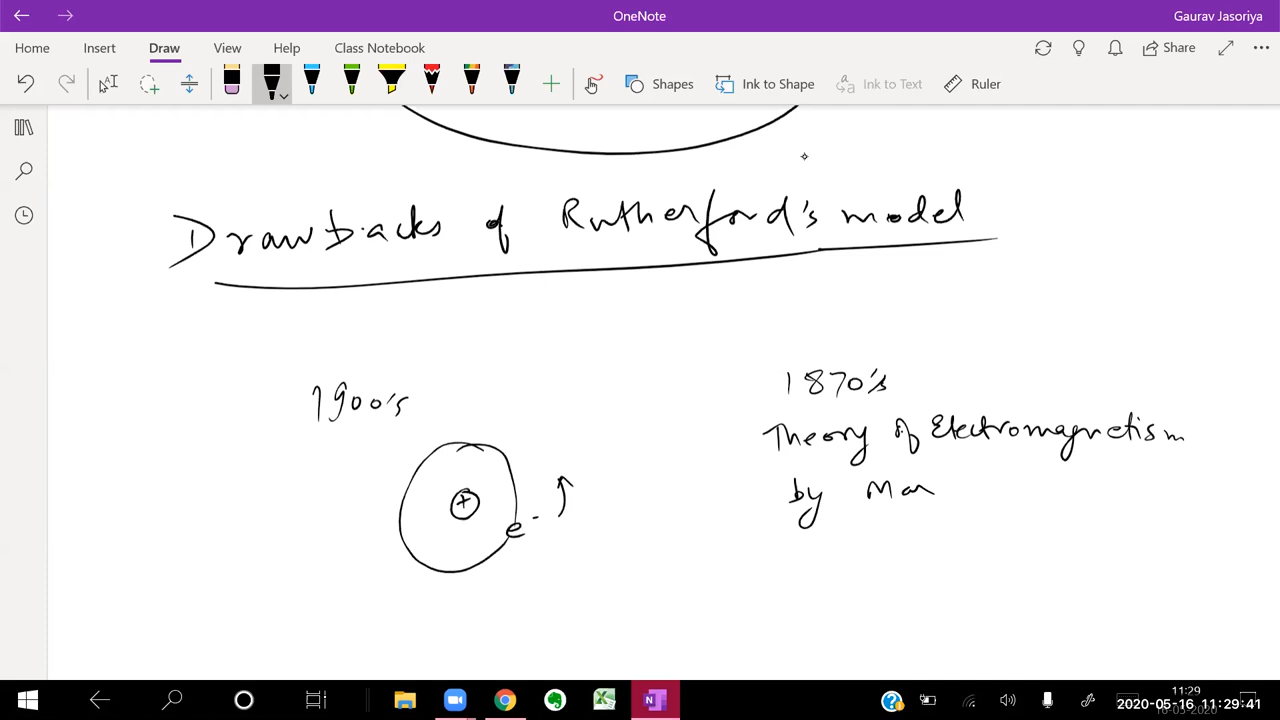 OneNote
Gaurav Jasoriya
Home Insert Draw View Help Class Notebook Share
Shapes Ink to Shape Ink to Text Ruler
Drawbacks of Rutherford's model
1900's
1870's
Theory of Electromagnetism
by Max
+
e-
11:29
2020-05-16 11:29:41